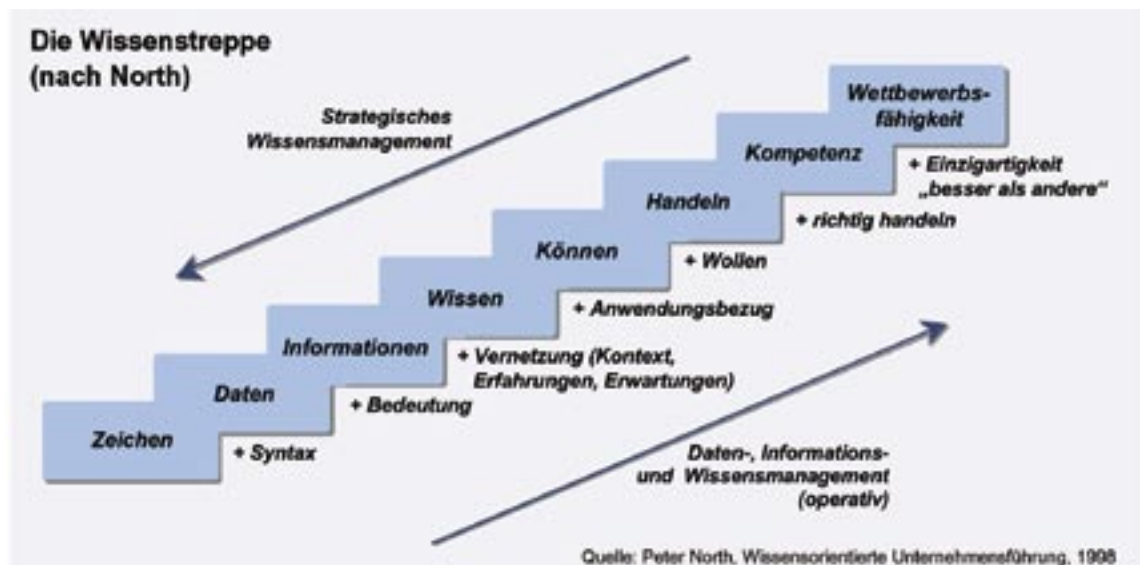 Die Wissenstreppe
(nach North)
Strategisches
Wissensmanagement
Wettbewerbs-
fähigkeit
Kompetenz
Handeln
Können
Wissen
Informationen
Daten
Zeichen
+ Einzigartigkeit
„besser als andere“
+ richtig handeln
+ Wollen
+ Anwendungsbezug
+ Vernetzung (Kontext,
Erfahrungen, Erwartungen)
+ Bedeutung
+ Syntax
Daten-, Informations-
und Wissensmanagement
(operativ)
Quelle: Peter North, Wissensorientierte Unternehmensführung, 1998